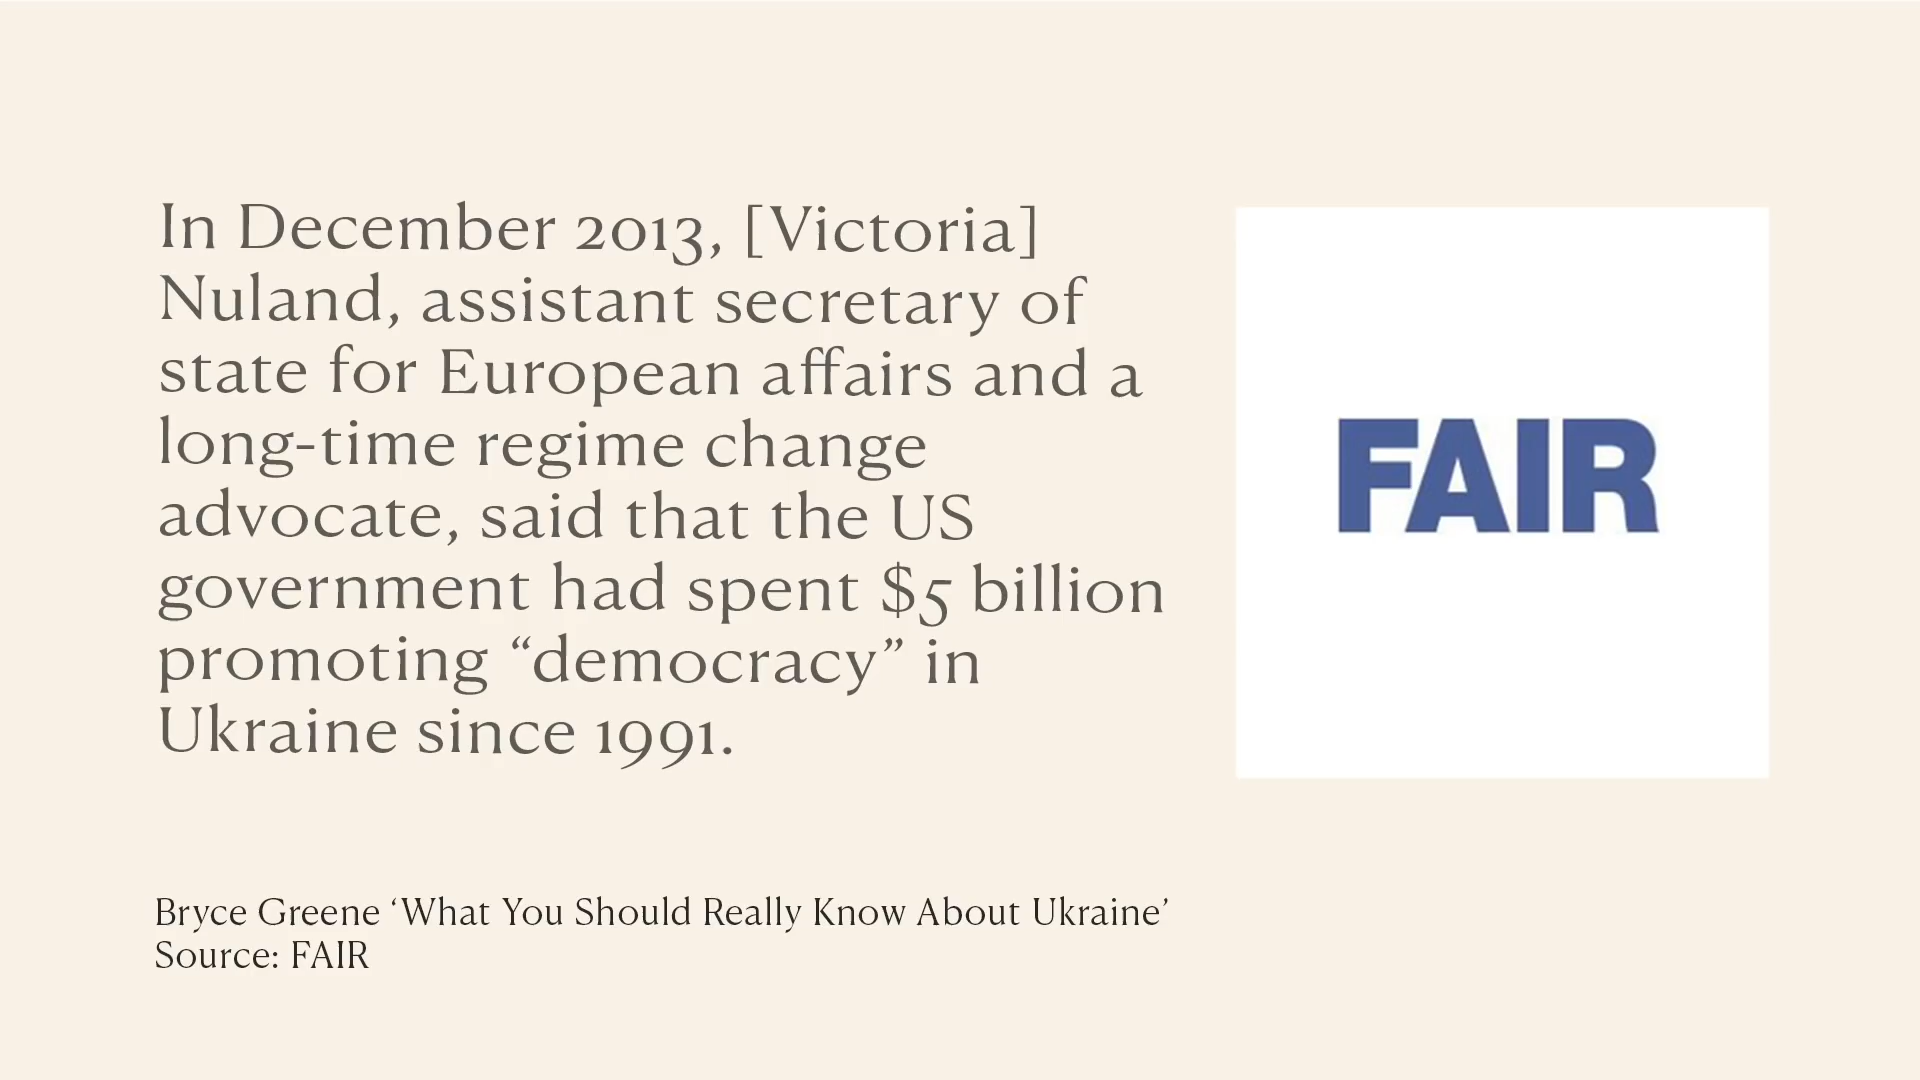 In December 2013, [Victoria]
Nuland, assistant secretary of
state for European affairs and a
long-time regime change
advocate, said that the US
government had spent $5 billion
promoting “democracy” in
Ukraine since 1991.
FAIR
Bryce Greene ‘What You Should Really Know About Ukraine’
Source: FAIR